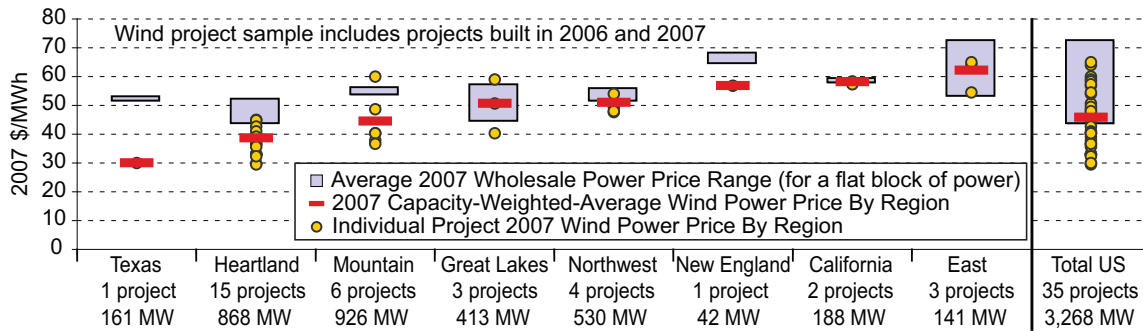 80
70
60
50
40
30
20
10
0
2007 $/MWh
Wind project sample includes projects built in 2006 and 2007
Average 2007 Wholesale Power Price Range (for a flat block of power)
2007 Capacity-Weighted-Average Wind Power Price By Region
Individual Project 2007 Wind Power Price By Region
Texas
1 project
161 MW
Heartland
15 projects
868 MW
Mountain
6 projects
926 MW
Great Lakes
3 projects
413 MW
Northwest
4 projects
530 MW
New England
1 project
42 MW
California
2 projects
188 MW
East
3 projects
141 MW
Total US
35 projects
3,268 MW